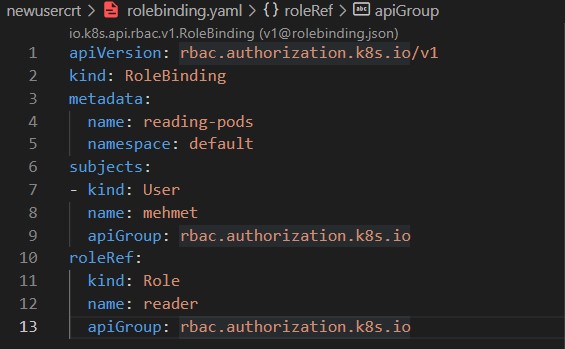 newusercrt > rolebinding.yaml > {} roleRef > abc apiGroup
io.k8s.api.rbac.v1.RoleBinding (v1@rolebinding.json)
1 apiVersion: rbac.authorization.k8s.io/v1
2 kind: RoleBinding
3 metadata:
4   name: reading-pods
5   namespace: default
6 subjects:
7 - kind: User
8   name: mehmet
9   apiGroup: rbac.authorization.k8s.io
10 roleRef:
11   kind: Role
12   name: reader
13   apiGroup: rbac.authorization.k8s.io